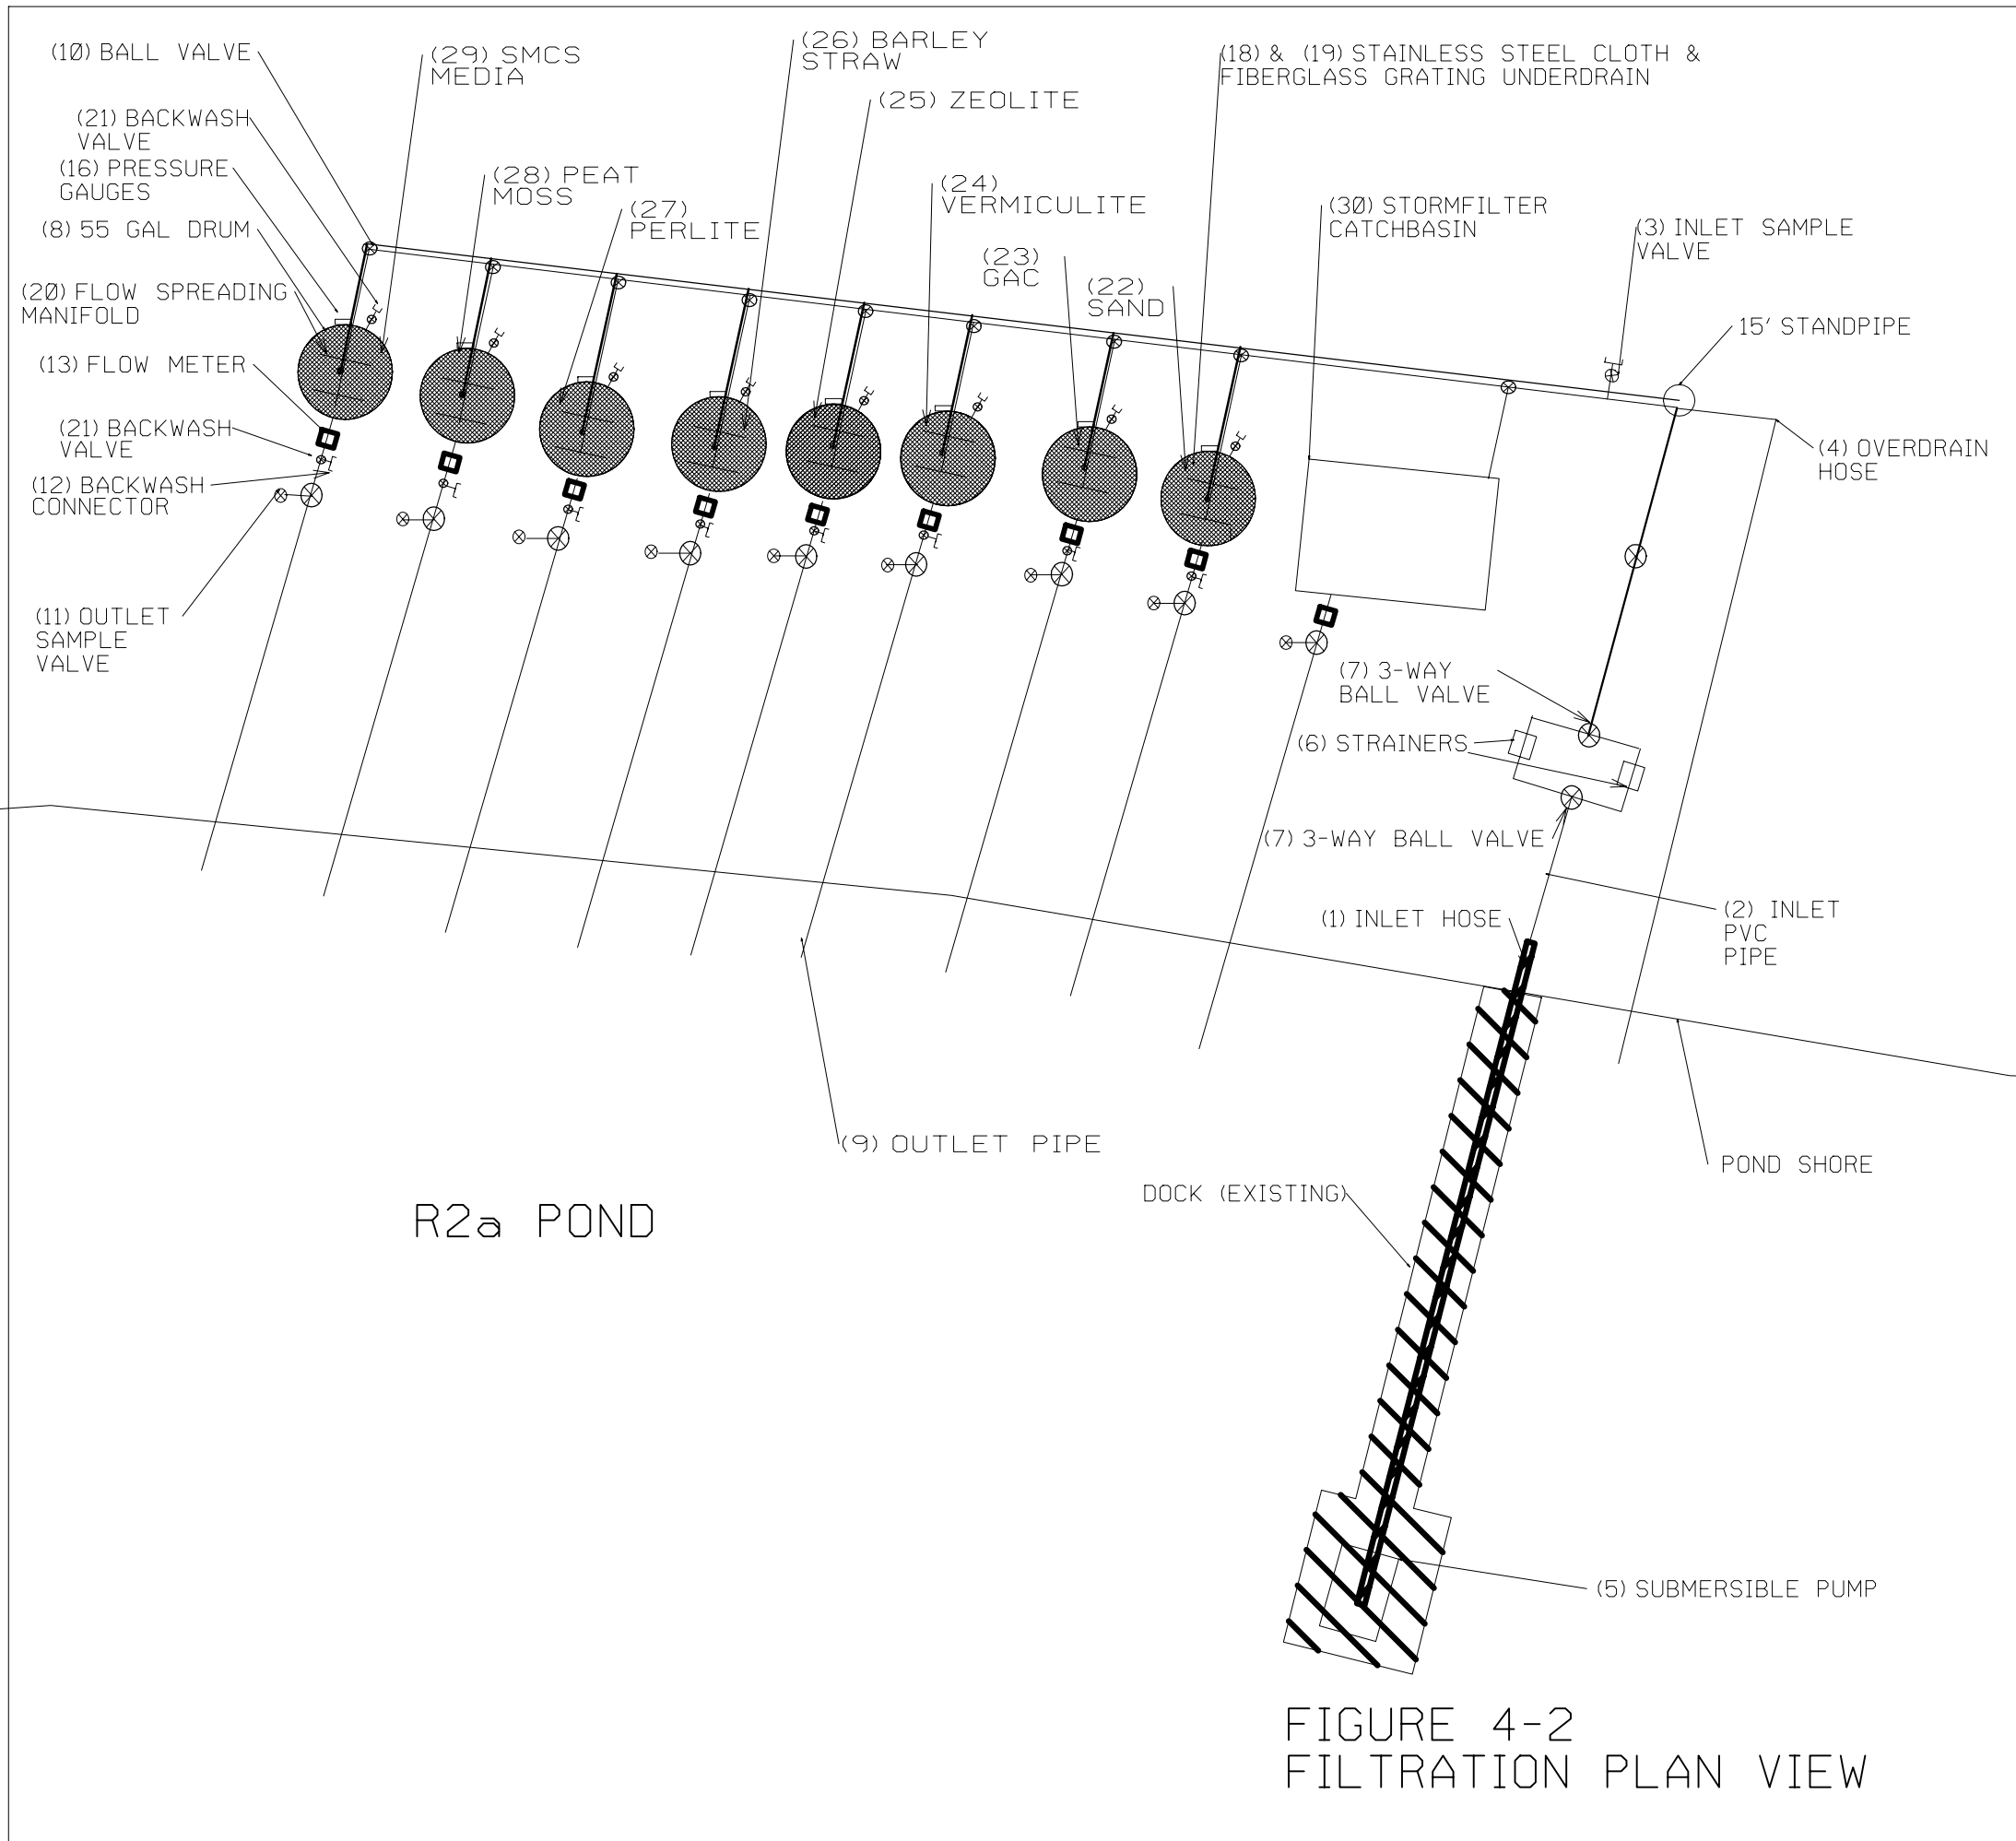 (10) BALL VALVE
(29) SMCS
MEDIA
(26) BARLEY
STRAW
(18) & (19) STAINLESS STEEL CLOTH &
FIBERGLASS GRATING UNDERDRAIN
(25) ZEOLITE
(21) BACKWASH
VALVE
(16) PRESSURE
GAUGES
(28) PEAT
MOSS
(24)
VERMICULITE
(27)
PERLITE
(30) STORMFILTER
CATCHBASIN
(3) INLET SAMPLE
VALVE
(8) 55 GAL DRUM
(23)
GAC
(22)
SAND
(20) FLOW SPREADING
MANIFOLD
15' STANDPIPE
(13) FLOW METER
(21) BACKWASH
VALVE
(4) OVERDRAIN
HOSE
(12) BACKWASH
CONNECTOR
(11) OUTLET
SAMPLE
VALVE
(7) 3-WAY
BALL VALVE
(6) STRAINERS
(7) 3-WAY BALL VALVE
(1) INLET HOSE
(2) INLET
PVC
PIPE
(9) OUTLET PIPE
POND SHORE
DOCK (EXISTING)
R2a POND
(5) SUBMERSIBLE PUMP
FIGURE 4-2
FILTRATION PLAN VIEW